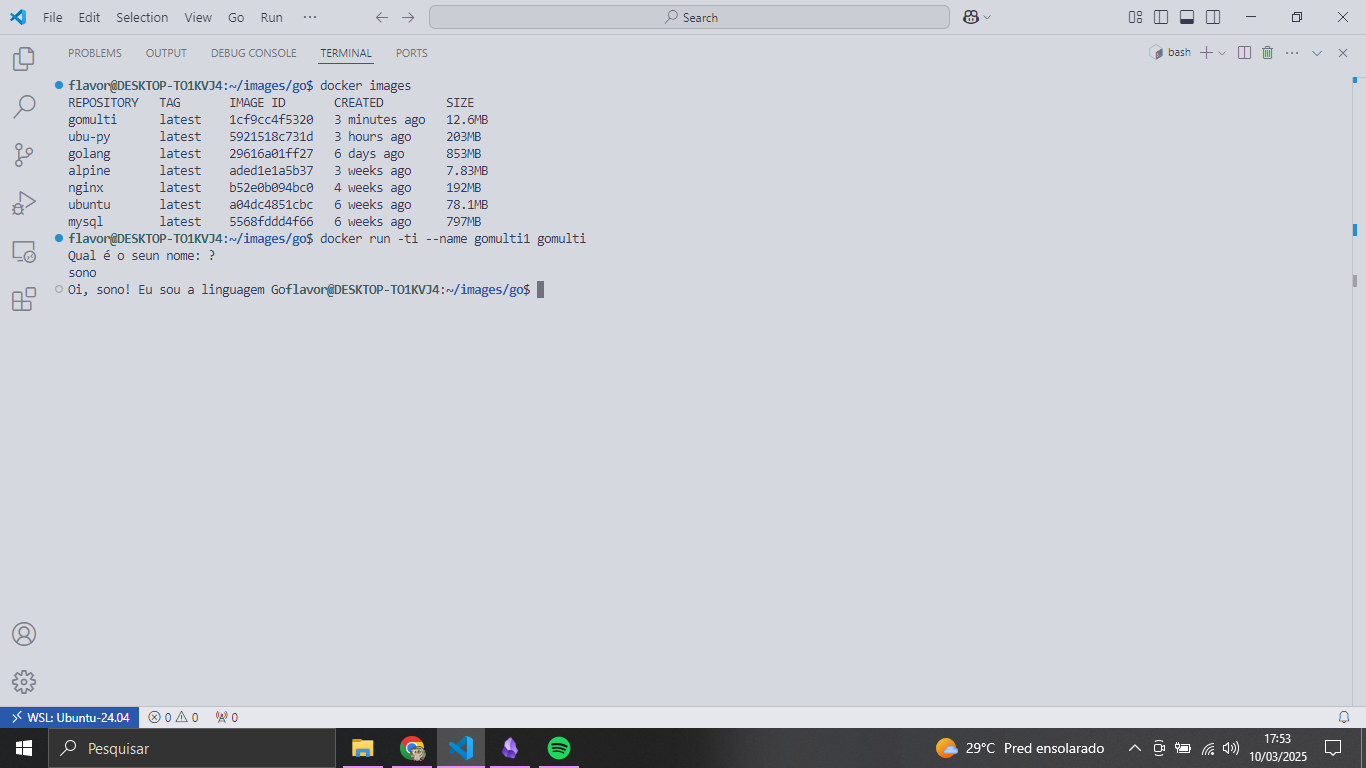 File Edit Selection View Go Run ··· Search
PROBLEMS OUTPUT DEBUG CONSOLE TERMINAL PORTS bash
flavor@DESKTOP-TO1KVJ4:~/images/go$ docker images
REPOSITORY TAG IMAGE ID CREATED SIZE
gomulti latest 1cf9cc4f5320 3 minutes ago 12.6MB
ubu-py latest 5921518c731d 3 hours ago 203MB
golang latest 29616a01ff27 6 days ago 853MB
alpine latest aded1e1a5b37 3 weeks ago 7.83MB
nginx latest b52e0b094bc0 4 weeks ago 192MB
ubuntu latest a04dc4851cbc 6 weeks ago 78.1MB
mysql latest 5568fddd4f66 6 weeks ago 797MB
flavor@DESKTOP-TO1KVJ4:~/images/go$ docker run -ti --name gomulti1 gomulti
Qual é o seun nome: ?
sono
Oi, sono! Eu sou a linguagem Goflavor@DESKTOP-TO1KVJ4:~/images/go$
WSL: Ubuntu-24.04 0 0 0
Pesquisar 29°C Pred ensolarado 17:53
10/03/2025